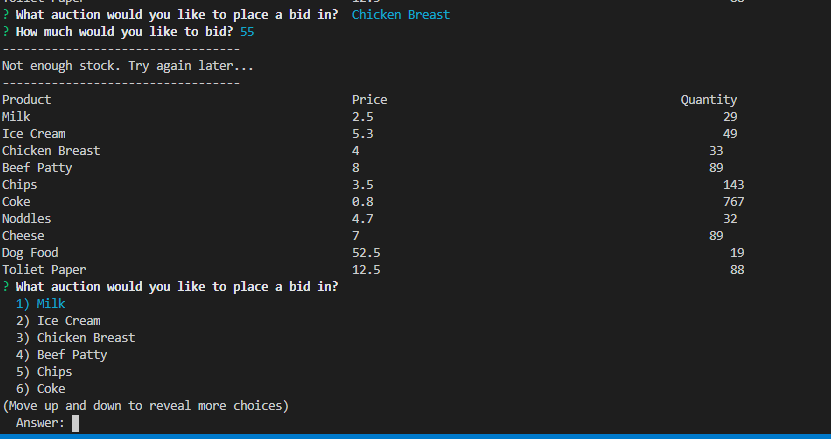 ? What auction would you like to place a bid in? Chicken Breast
? How much would you like to bid? 55
----------------------------------
Not enough stock. Try again later...
----------------------------------
Product Price Quantity
Milk 2.5 29
Ice Cream 5.3 49
Chicken Breast 4 33
Beef Patty 8 89
Chips 3.5 143
Coke 0.8 767
Noddles 4.7 32
Cheese 7 89
Dog Food 52.5 19
Toliet Paper 12.5 88
? What auction would you like to place a bid in?
1) Milk
2) Ice Cream
3) Chicken Breast
4) Beef Patty
5) Chips
6) Coke
(Move up and down to reveal more choices)
Answer: